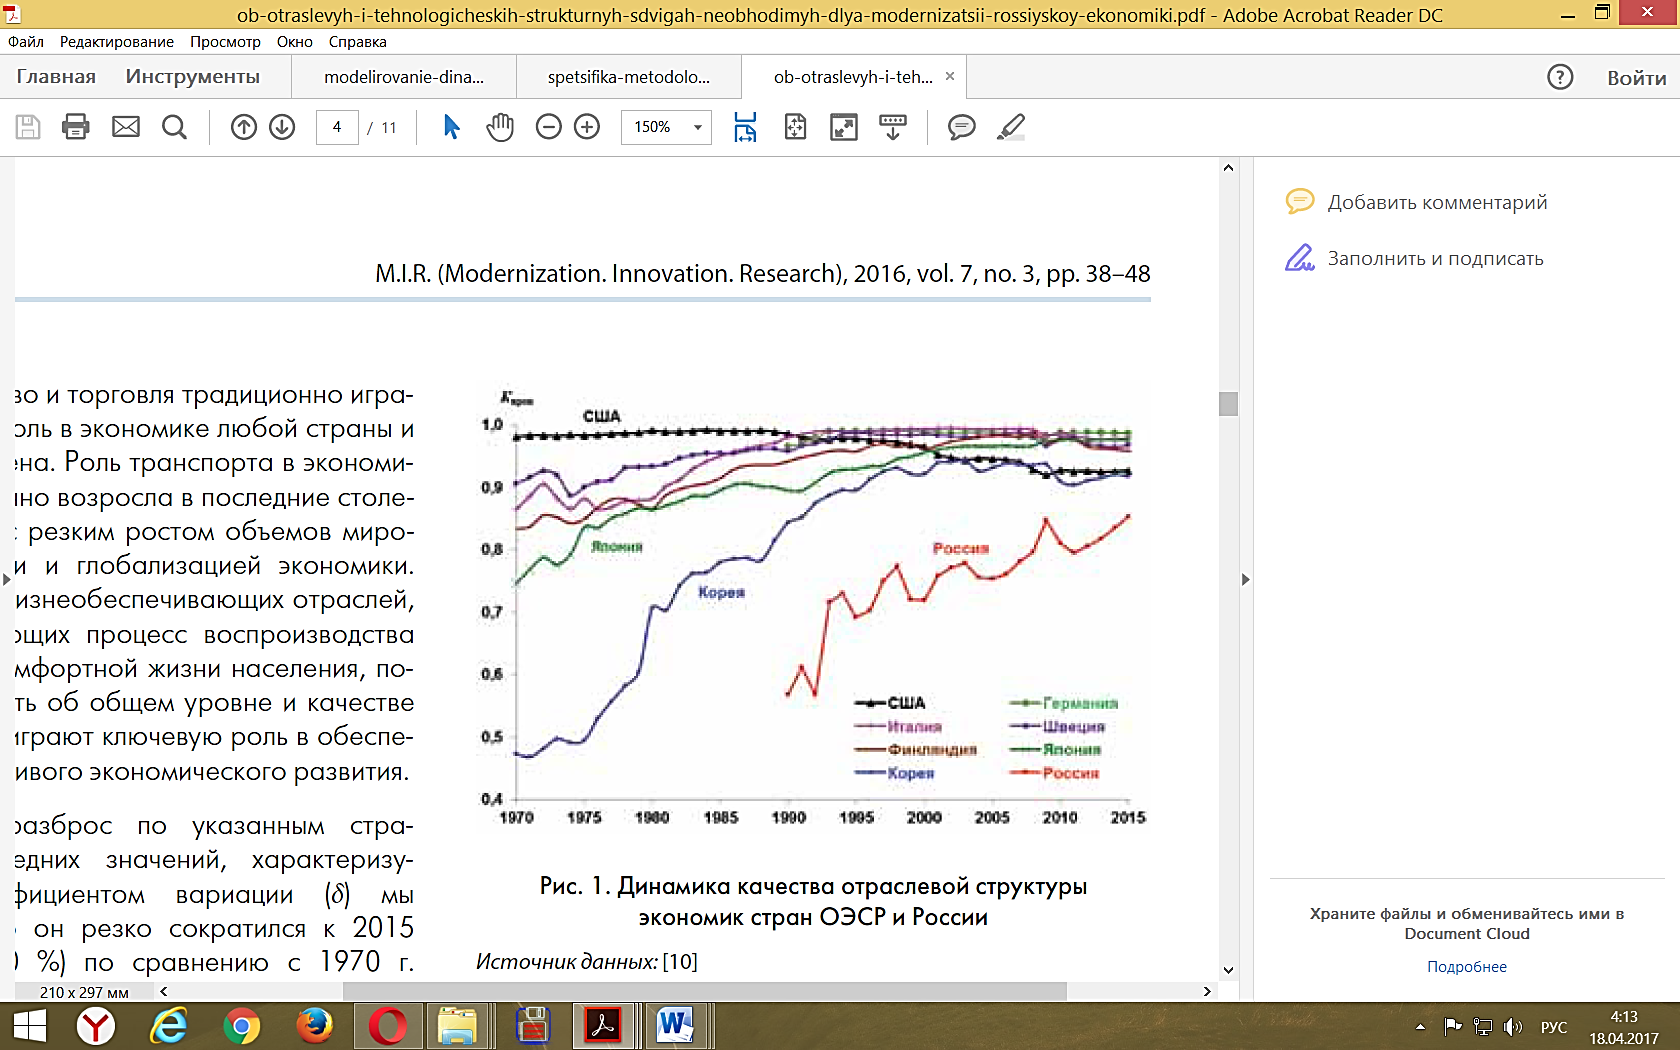 ob-otraslevyh-i-tehnologicheskih-strukturnyh-sdvigah-neobhodimyh-dlya-modernizatsii-rossiyskoy-ekonomiki.pdf - Adobe Acrobat Reader DC
Файл Редактирование Просмотр Окно Справка
Главная Инструменты modelirovanie-dina... spetsifika-metodolo... ob-otraslevyh-i-teh... Войти
4 / 11 150%
Добавить комментарий
Заполнить и подписать
M.I.R. (Modernization. Innovation. Research), 2016, vol. 7, no. 3, pp. 38–48
во и торговля традиционно игра-
оль в экономике любой страны и
ена. Роль транспорта в экономи-
нно возросла в последние столе-
с резким ростом объемов миро-
и и глобализацией экономики.
изнеобеспечивающих отраслей,
ющих процесс воспроизводства
мфортной жизни населения, по-
ть об общем уровне и качестве
играют ключевую роль в обеспе-
ивого экономического развития.
разброс по указанным стра-
едних значений, характеризу-
фициентом вариации (δ) мы
он резко сократился к 2015
%) по сравнению с 1970 г.
1,0
0,9
0,8
0,7
0,6
0,5
0,4
США
Япония
Корея
Россия
США Германия
Италия Швеция
Финляндия Япония
Корея Россия
1970 1975 1980 1985 1990 1995 2000 2005 2010 2015
Рис. 1. Динамика качества отраслевой структуры
экономик стран ОЭСР и России
Источник данных: [10]
Храните файлы и обменивайтесь ими в
Document Cloud
Подробнее
210 x 297 мм
РУС
4:13
18.04.2017